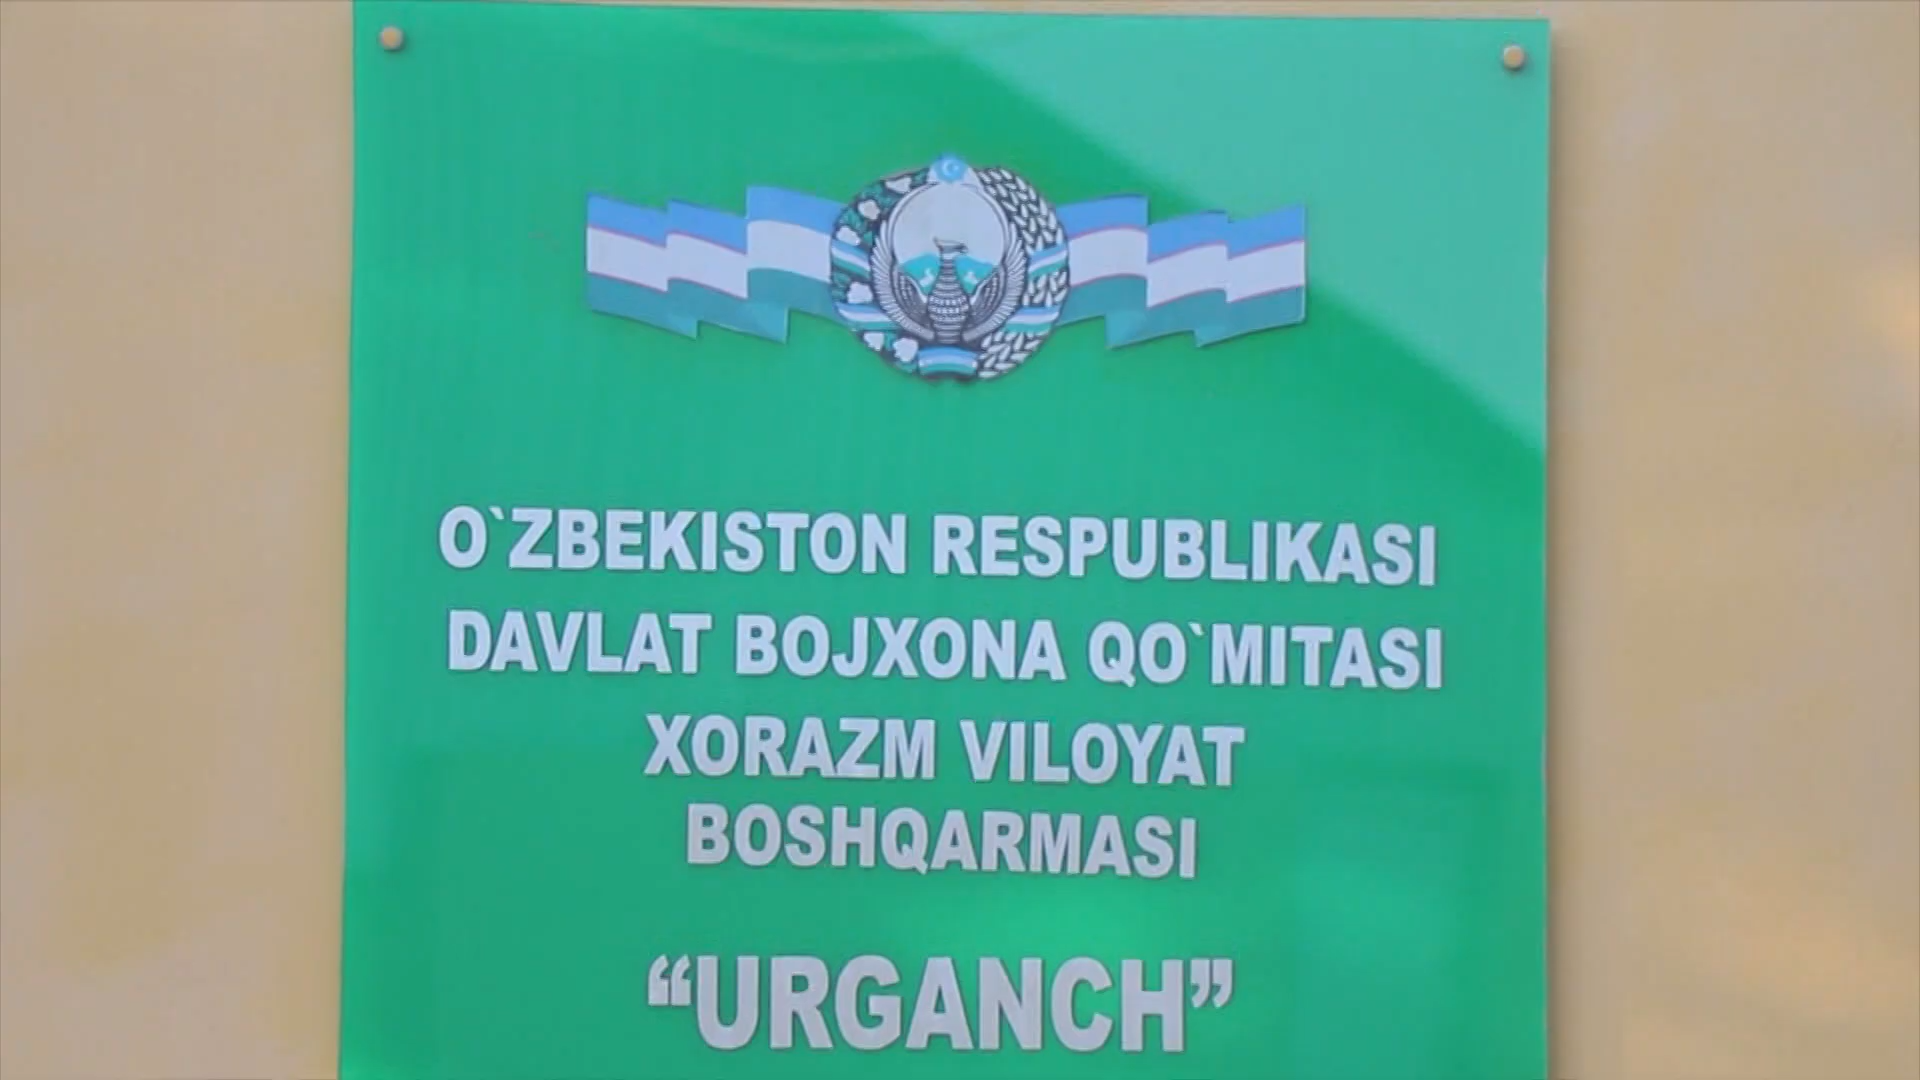 O`ZBEKISTON RESPUBLIKASI
DAVLAT BOJXONA QO`MITASI
XORAZM VILOYAT
BOSHQARMASI
“URGANCH”